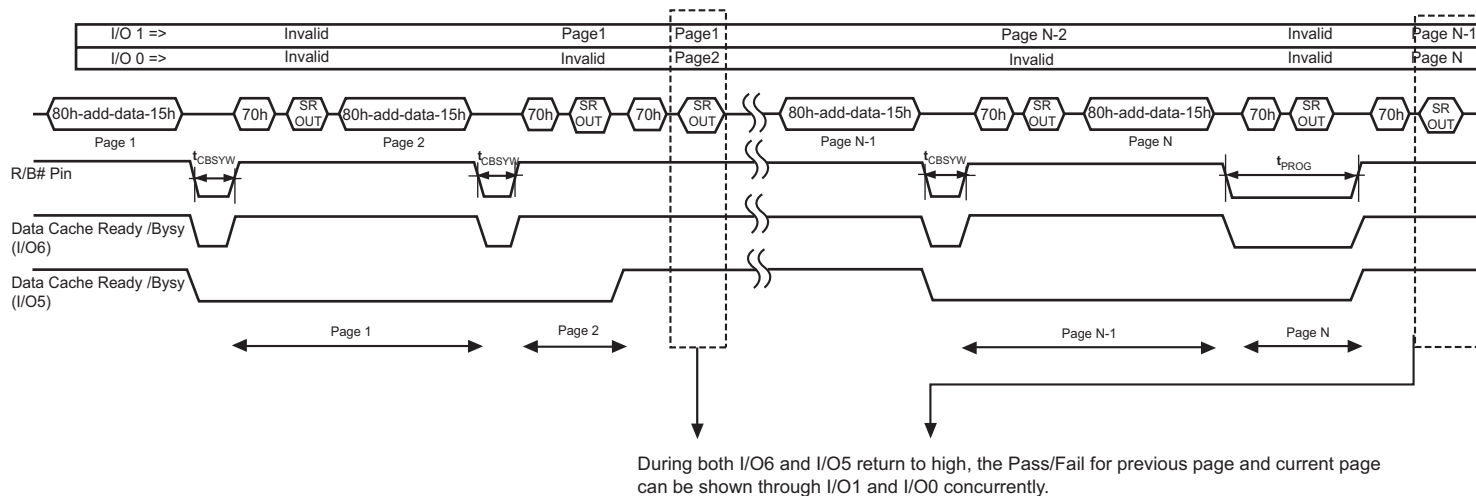 I/O 1 => Invalid Page1 Page1 Page N-2 Invalid Page N-1
I/O 0 => Invalid Invalid Page2 Invalid Invalid Page N
80h-add-data-15h 70h SR OUT 80h-add-data-15h 70h SR OUT 70h SR OUT 80h-add-data-15h 70h SR OUT 80h-add-data-15h 70h SR OUT 70h SR OUT
Page 1 Page 2 Page N-1 Page N
tCBSYW tCBSYW tCBSYW tPROG
R/B# Pin
Data Cache Ready /Bysy
(I/O6)
Data Cache Ready /Bysy
(I/O5)
Page 1 Page 2 Page N-1 Page N
During both I/O6 and I/O5 return to high, the Pass/Fail for previous page and current page
can be shown through I/O1 and I/O0 concurrently.